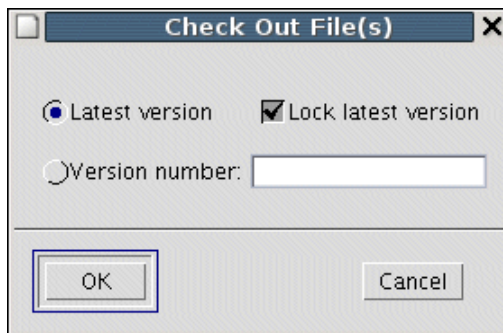 Check Out File(s)
Latest version Lock latest version
Version number:
OK Cancel